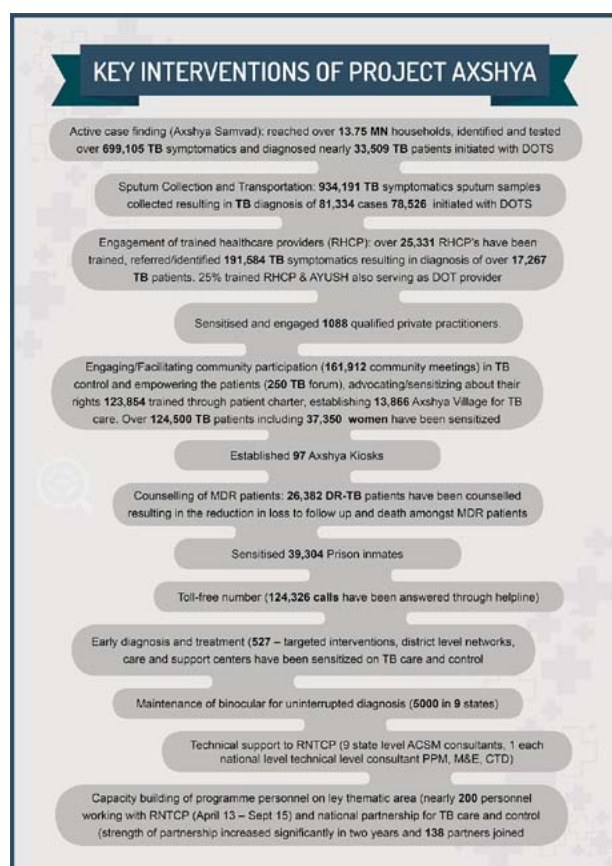 KEY INTERVENTIONS OF PROJECT AXSHYA
Active case finding (Axshya Samvad): reached over 13.75 MN households, identified and tested
over 699,105 TB symptomatics and diagnosed nearly 33,509 TB patients initiated with DOTS
Sputum Collection and Transportation: 934,191 TB symptomatics sputum samples
collected resulting in TB diagnosis of 81,334 cases 78,526 initiated with DOTS
Engagement of trained healthcare providers (RHCP): over 25,331 RHCP's have been
trained, referred/identified 191,584 TB symptomatics resulting in diagnosis of over 17,267
TB patients. 25% trained RHCP & AYUSH also serving as DOT provider
Sensitised and engaged 1088 qualified private practitioners.
Engaging/Facilitating community participation (161,912 community meetings) in TB
control and empowering the patients (250 TB forum), advocating/sensitizing about their
rights 123,854 trained through patient charter, establishing 13,866 Axshya Village for TB
care. Over 124,500 TB patients including 37,350 women have been sensitized
Established 97 Axshya Kiosks
Counselling of MDR patients: 26,382 DR-TB patients have been counselled
resulting in the reduction in loss to follow up and death amongst MDR patients
Sensitised 39,304 Prison inmates
Toll-free number (124,326 calls have been answered through helpline)
Early diagnosis and treatment (527 – targeted interventions, district level networks,
care and support centers have been sensitized on TB care and control
Maintenance of binocular for uninterrupted diagnosis (5000 in 9 states)
Technical support to RNTCP (9 state level ACSM consultants, 1 each
national level technical level consultant PPM, M&E, CTD)
Capacity building of programme personnel on ley thematic area (nearly 200 personnel
working with RNTCP (April 13 – Sept 15) and national partnership for TB care and control
(strength of partnership increased significantly in two years and 138 partners joined